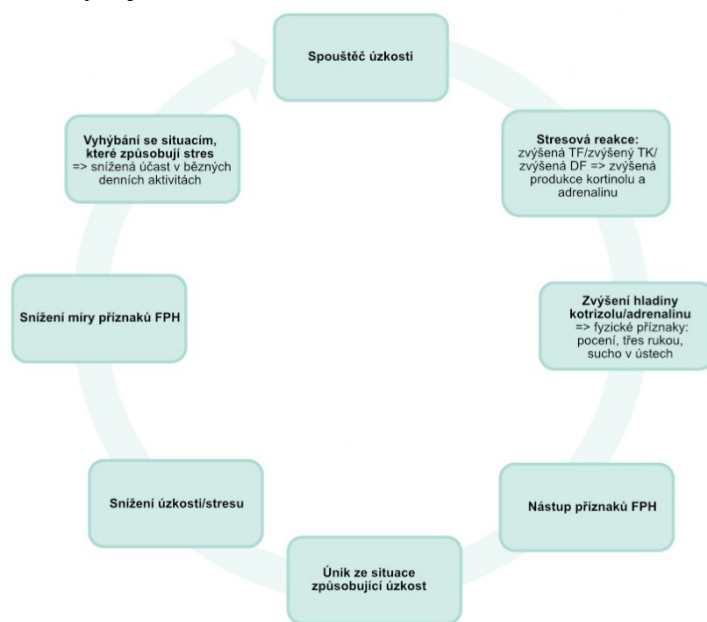 Spouštěč úzkosti
Stresová reakce:
zvýšená TF/zvýšený TK/
zvýšená DF => zvýšená
produkce kortinolu a
adrenalinu
Zvýšení hladiny
kotrizolu/adrenalinu
=> fyzické příznaky:
pocení, třes rukou,
sucho v ústech
Nástup příznaků FPH
Únik ze situace
způsobující úzkost
Snížení úzkosti/stresu
Snížení míry příznaků FPH
Vyhýbání se situacím,
které způsobují stres
=> snížená účast v bězných
denních aktivitách